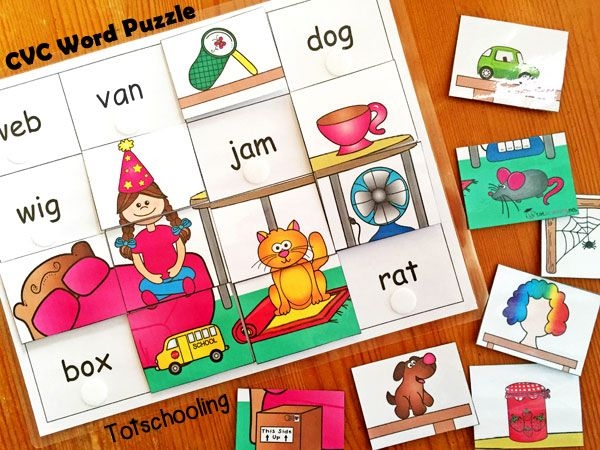 CVC Word Puzzle
dog
van
web
jam
wig
rat
SCHOOL
box
This Side
Up
Totschooling